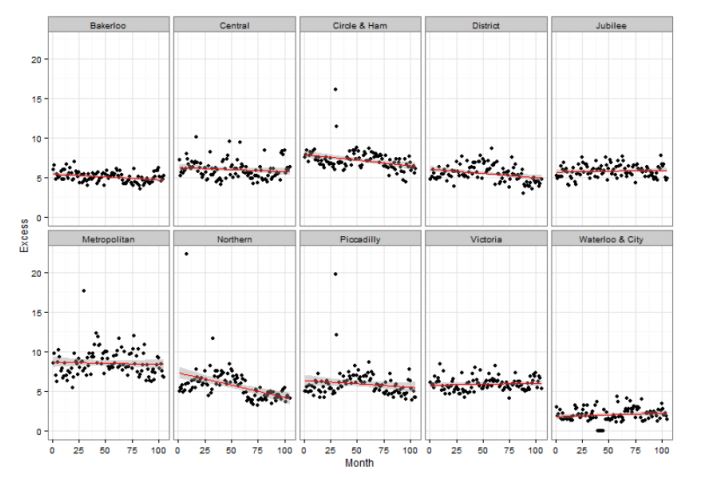 Bakerloo Central Circle & Ham District Jubilee
20
15
10
5
0
Excess
Metropolitan Northern Piccadilly Victoria Waterloo & City
20
15
10
5
0
0 25 50 75 100 0 25 50 75 100 0 25 50 75 100 0 25 50 75 100 0 25 50 75 100
Month